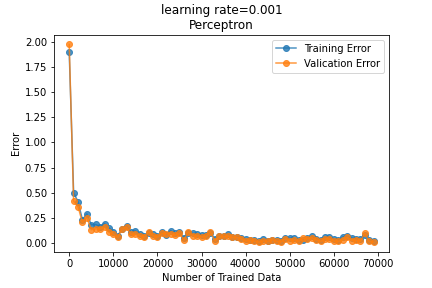 learning rate=0.001
Perceptron
Training Error
Valication Error
Error
2.00
1.75
1.50
1.25
1.00
0.75
0.50
0.25
0.00
0 10000 20000 30000 40000 50000 60000 70000
Number of Trained Data